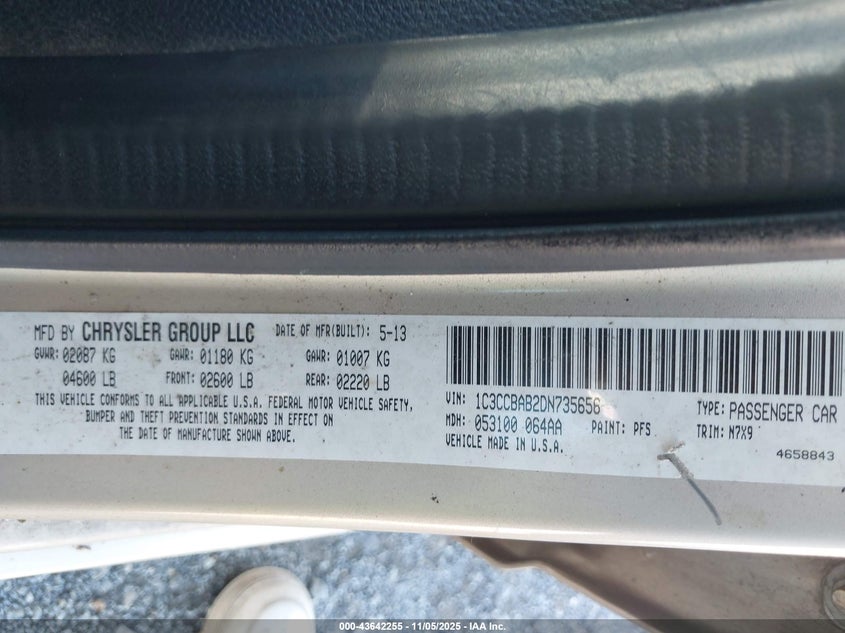 MFD BY CHRYSLER GROUP LLC DATE OF MFR(BUILT): 5-13
GVWR: 02087 KG GAWR: 01180 KG GAWR: 01007 KG
04600 LB FRONT: 02600 LB REAR: 02220 LB
THIS VEHICLE CONFORMS TO ALL APPLICABLE U.S.A. FEDERAL MOTOR VEHICLE SAFETY,
BUMPER AND THEFT PREVENTION STANDARDS IN EFFECT ON
THE DATE OF MANUFACTURE SHOWN ABOVE.
VIN: 1C3CCBAB2DN735656 TYPE: PASSENGER CAR
MDH: 053100 064AA PAINT: PFS TRIM: N7X9
VEHICLE MADE IN U.S.A.
4658843
000-43642255 - 11/05/2025 - IAA Inc.